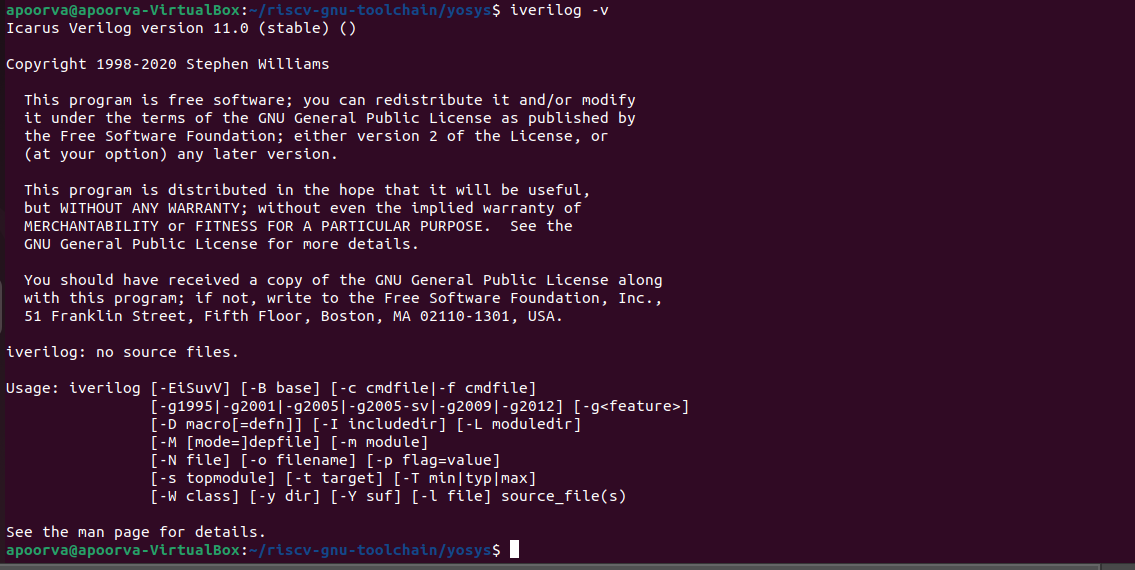 apoorva@apoorva-VirtualBox:~/riscv-gnu-toolchain/yosys$ iverilog -v
Icarus Verilog version 11.0 (stable) ()

Copyright 1998-2020 Stephen Williams

  This program is free software; you can redistribute it and/or modify
  it under the terms of the GNU General Public License as published by
  the Free Software Foundation; either version 2 of the License, or
  (at your option) any later version.

  This program is distributed in the hope that it will be useful,
  but WITHOUT ANY WARRANTY; without even the implied warranty of
  MERCHANTABILITY or FITNESS FOR A PARTICULAR PURPOSE.  See the
  GNU General Public License for more details.

  You should have received a copy of the GNU General Public License along
  with this program; if not, write to the Free Software Foundation, Inc.,
  51 Franklin Street, Fifth Floor, Boston, MA 02110-1301, USA.

iverilog: no source files.

Usage: iverilog [-EiSuvV] [-B base] [-c cmdfile|-f cmdfile]
                [-g1995|-g2001|-g2005|-g2005-sv|-g2009|-g2012] [-g<feature>]
                [-D macro[=defn]] [-I includedir] [-L moduledir]
                [-M [mode=]depfile] [-m module]
                [-N file] [-o filename] [-p flag=value]
                [-s topmodule] [-t target] [-T min|typ|max]
                [-W class] [-y dir] [-Y suf] [-l file] source_file(s)

See the man page for details.
apoorva@apoorva-VirtualBox:~/riscv-gnu-toolchain/yosys$